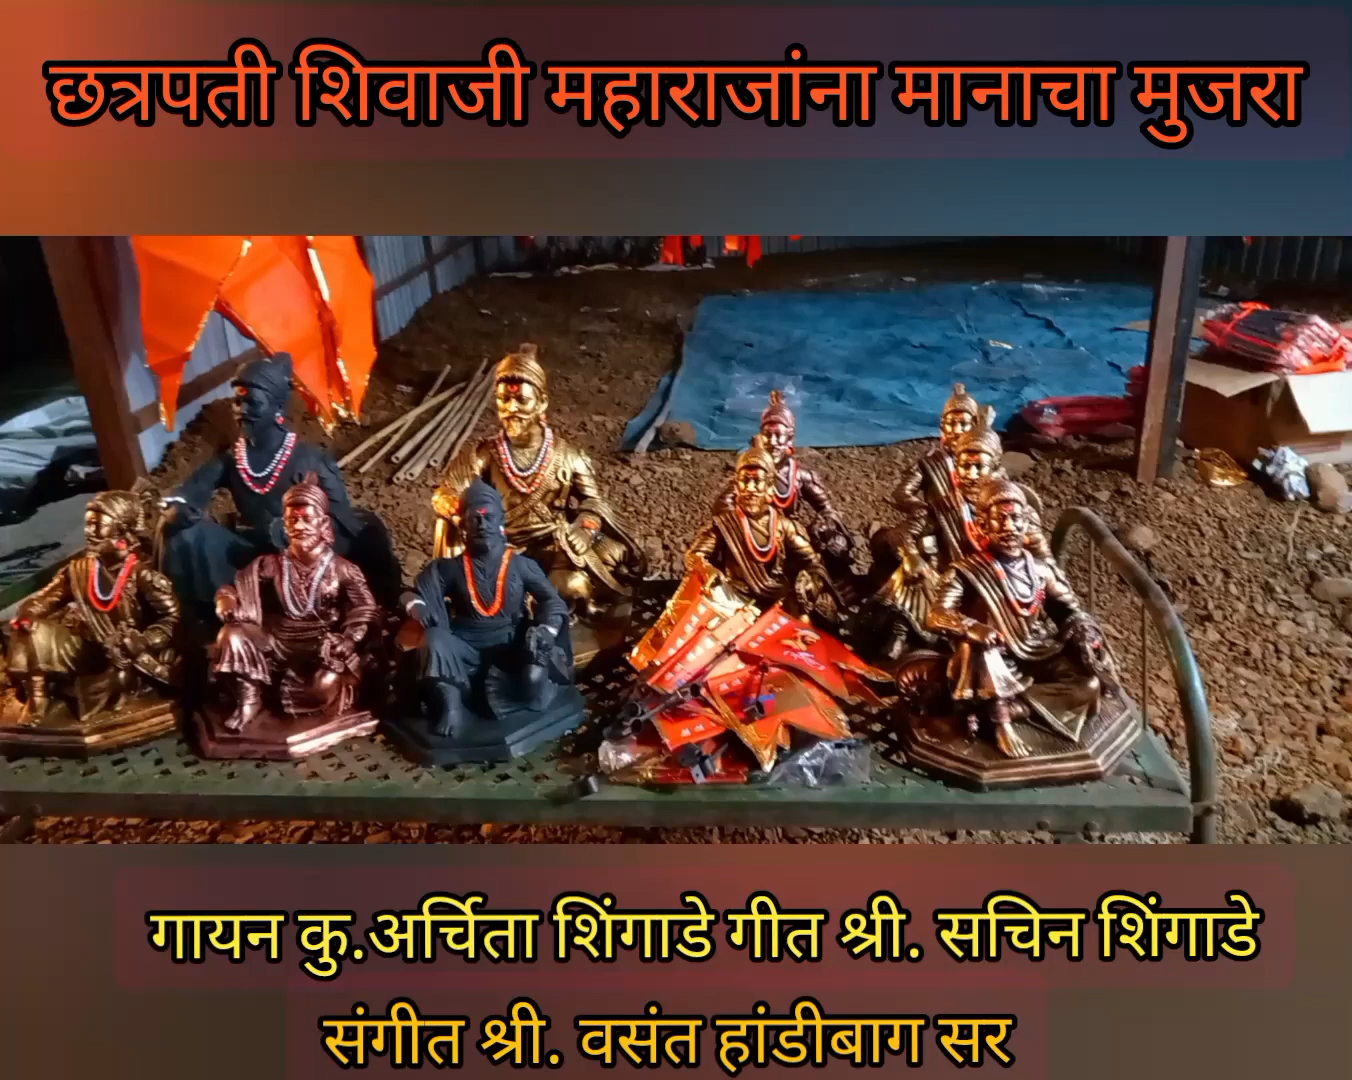 छत्रपती शिवाजी महाराजांना मानाचा मुजरा
गायन कु.अर्चिता शिंगाडे गीत श्री. सचिन शिंगाडे
संगीत श्री. वसंत हांडीबाग सर